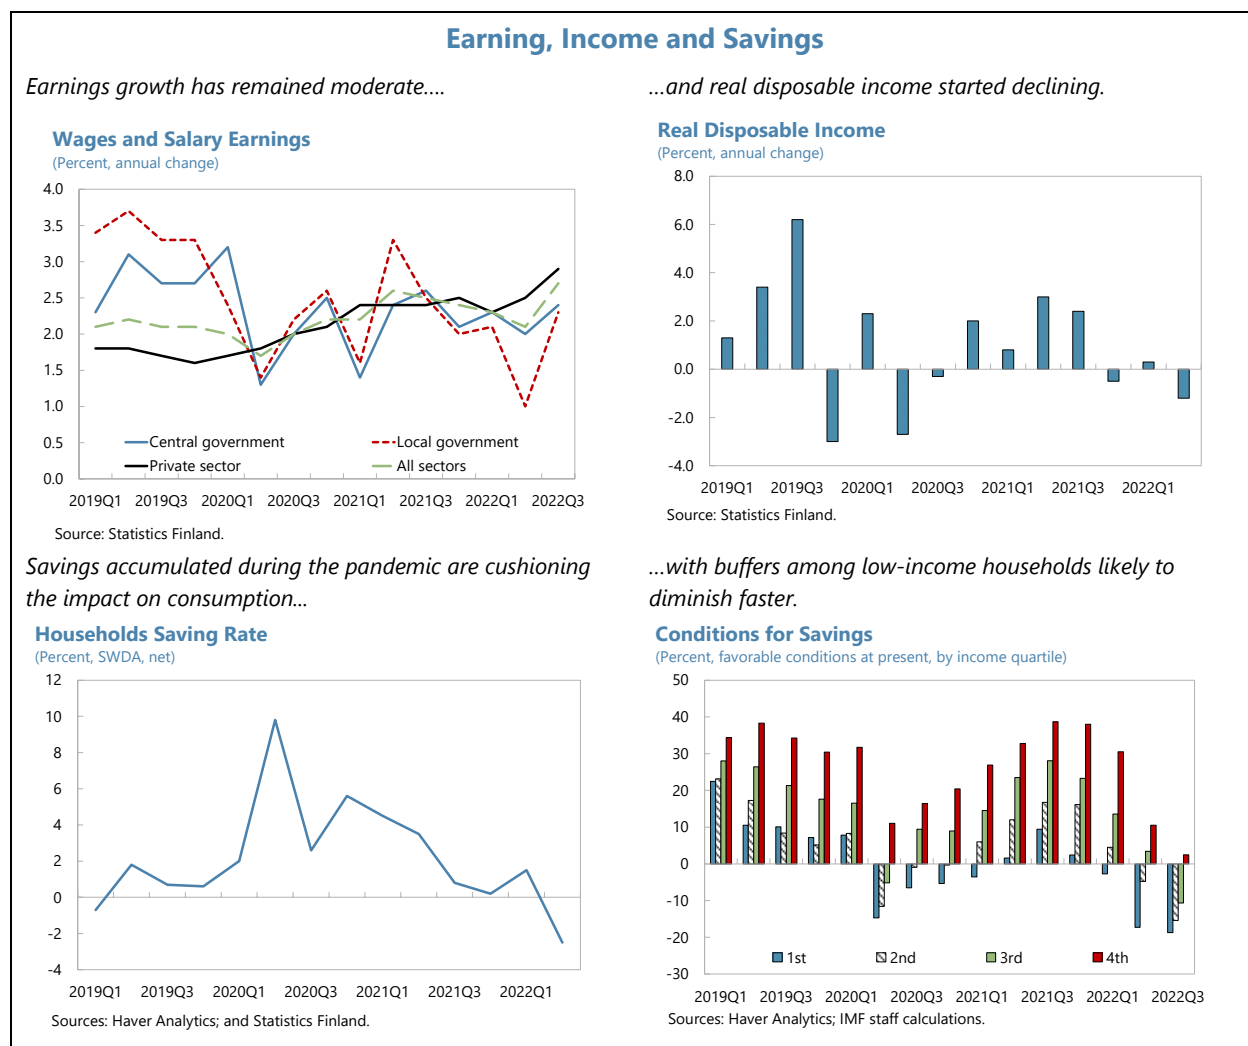 Earning, Income and Savings
Earnings growth has remained moderate....
Wages and Salary Earnings
(Percent, annual change)
4.0
3.5
3.0
2.5
2.0
1.5
1.0
0.5
0.0
Central government
Local government
Private sector
All sectors
2019Q1 2019Q3 2020Q1 2020Q3 2021Q1 2021Q3 2022Q1 2022Q3
Source: Statistics Finland.
...and real disposable income started declining.
Real Disposable Income
(Percent, annual change)
8.0
6.0
4.0
2.0
0.0
-2.0
-4.0
2019Q1 2019Q3 2020Q1 2020Q3 2021Q1 2021Q3 2022Q1
Source: Statistics Finland.
Savings accumulated during the pandemic are cushioning
the impact on consumption...
Households Saving Rate
(Percent, SWDA, net)
12
10
8
6
4
2
0
-2
-4
2019Q1 2019Q3 2020Q1 2020Q3 2021Q1 2021Q3 2022Q1
Sources: Haver Analytics; and Statistics Finland.
...with buffers among low-income households likely to
diminish faster.
Conditions for Savings
(Percent, favorable conditions at present, by income quartile)
50
40
30
20
10
0
-10
-20
-30
1st 2nd 3rd 4th
2019Q1 2019Q3 2020Q1 2020Q3 2021Q1 2021Q3 2022Q1 2022Q3
Sources: Haver Analytics; IMF staff calculations.